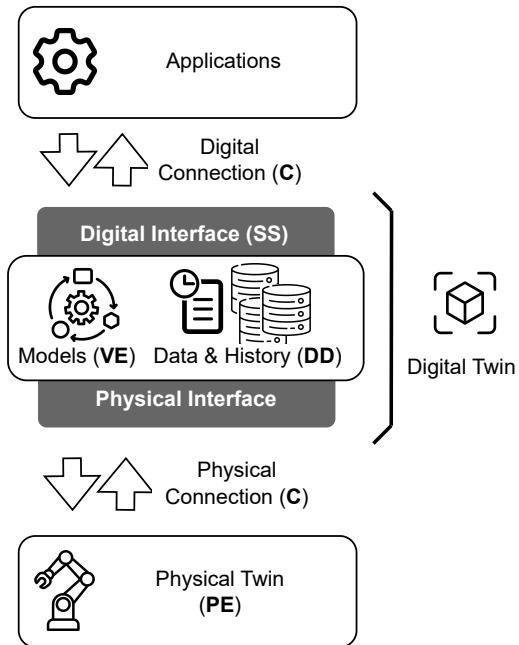 Applications
Digital
Connection (C)
Digital Interface (SS)
Models (VE) Data & History (DD)
Digital Twin
Physical Interface
Physical
Connection (C)
Physical Twin
(PE)